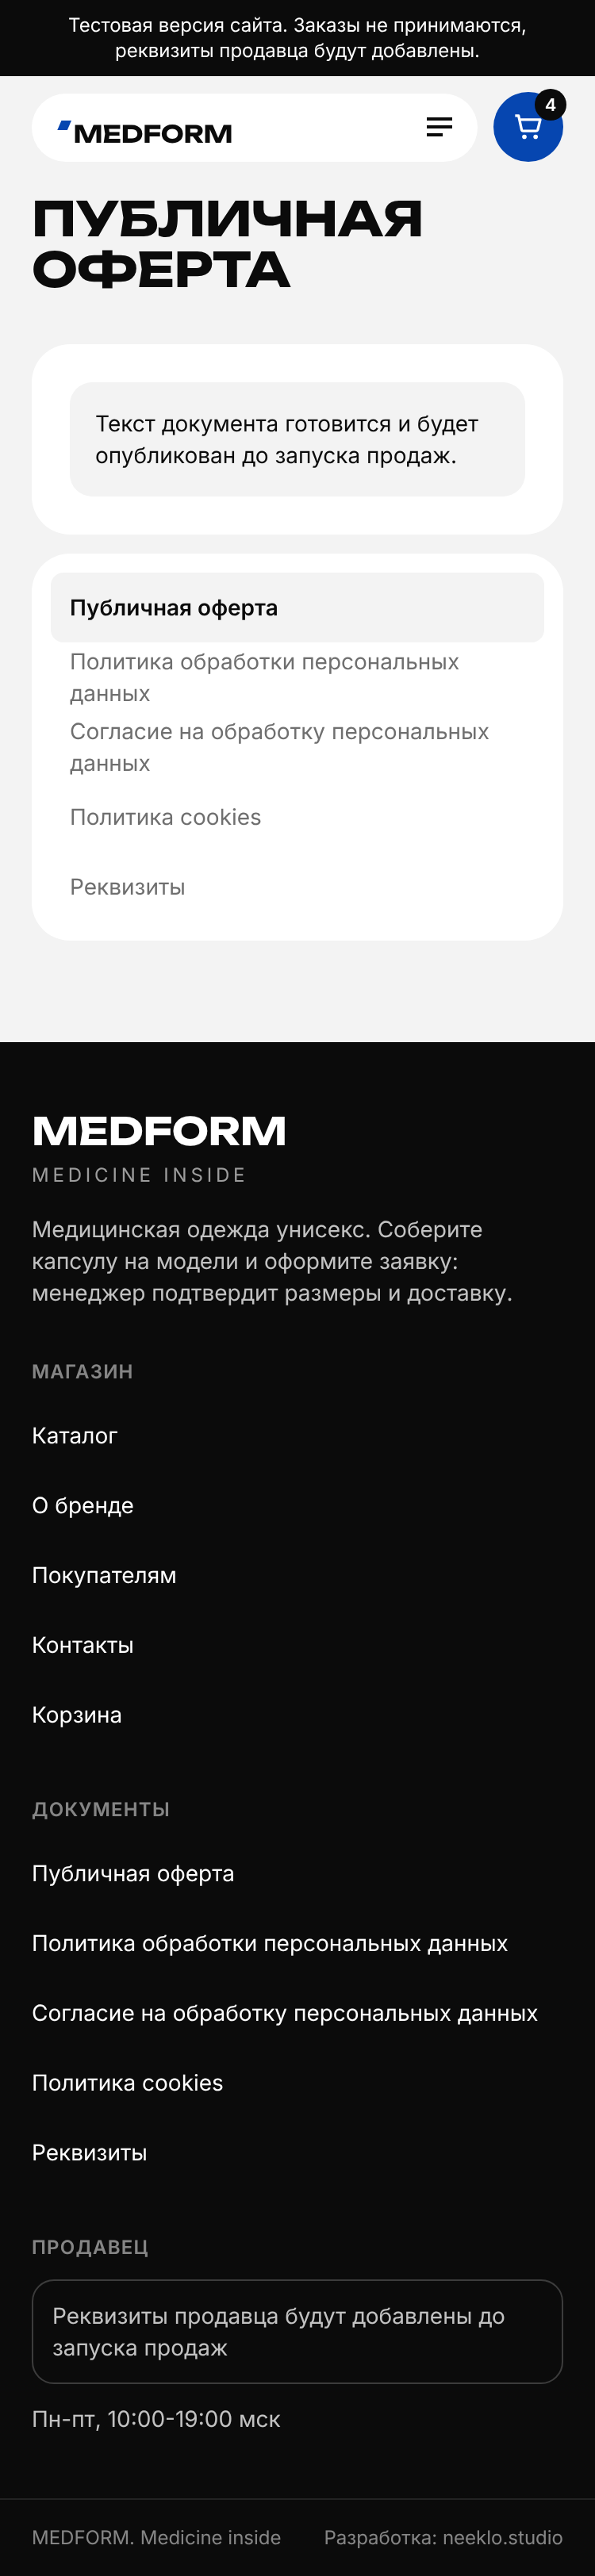 Тестовая версия сайта. Заказы не принимаются,
реквизиты продавца будут добавлены.
MEDFORM
4
ПУБЛИЧНАЯ
ОФЕРТА
Текст документа готовится и будет
опубликован до запуска продаж.
Публичная оферта
Политика обработки персональных
данных
Согласие на обработку персональных
данных
Политика cookies
Реквизиты
MEDFORM
MEDICINE INSIDE
Медицинская одежда унисекс. Соберите
капсулу на модели и оформите заявку:
менеджер подтвердит размеры и доставку.
МАГАЗИН
Каталог
О бренде
Покупателям
Контакты
Корзина
ДОКУМЕНТЫ
Публичная оферта
Политика обработки персональных данных
Согласие на обработку персональных данных
Политика cookies
Реквизиты
ПРОДАВЕЦ
Реквизиты продавца будут добавлены до
запуска продаж
Пн-пт, 10:00-19:00 мск
MEDFORM. Medicine inside
Разработка: neeklo.studio